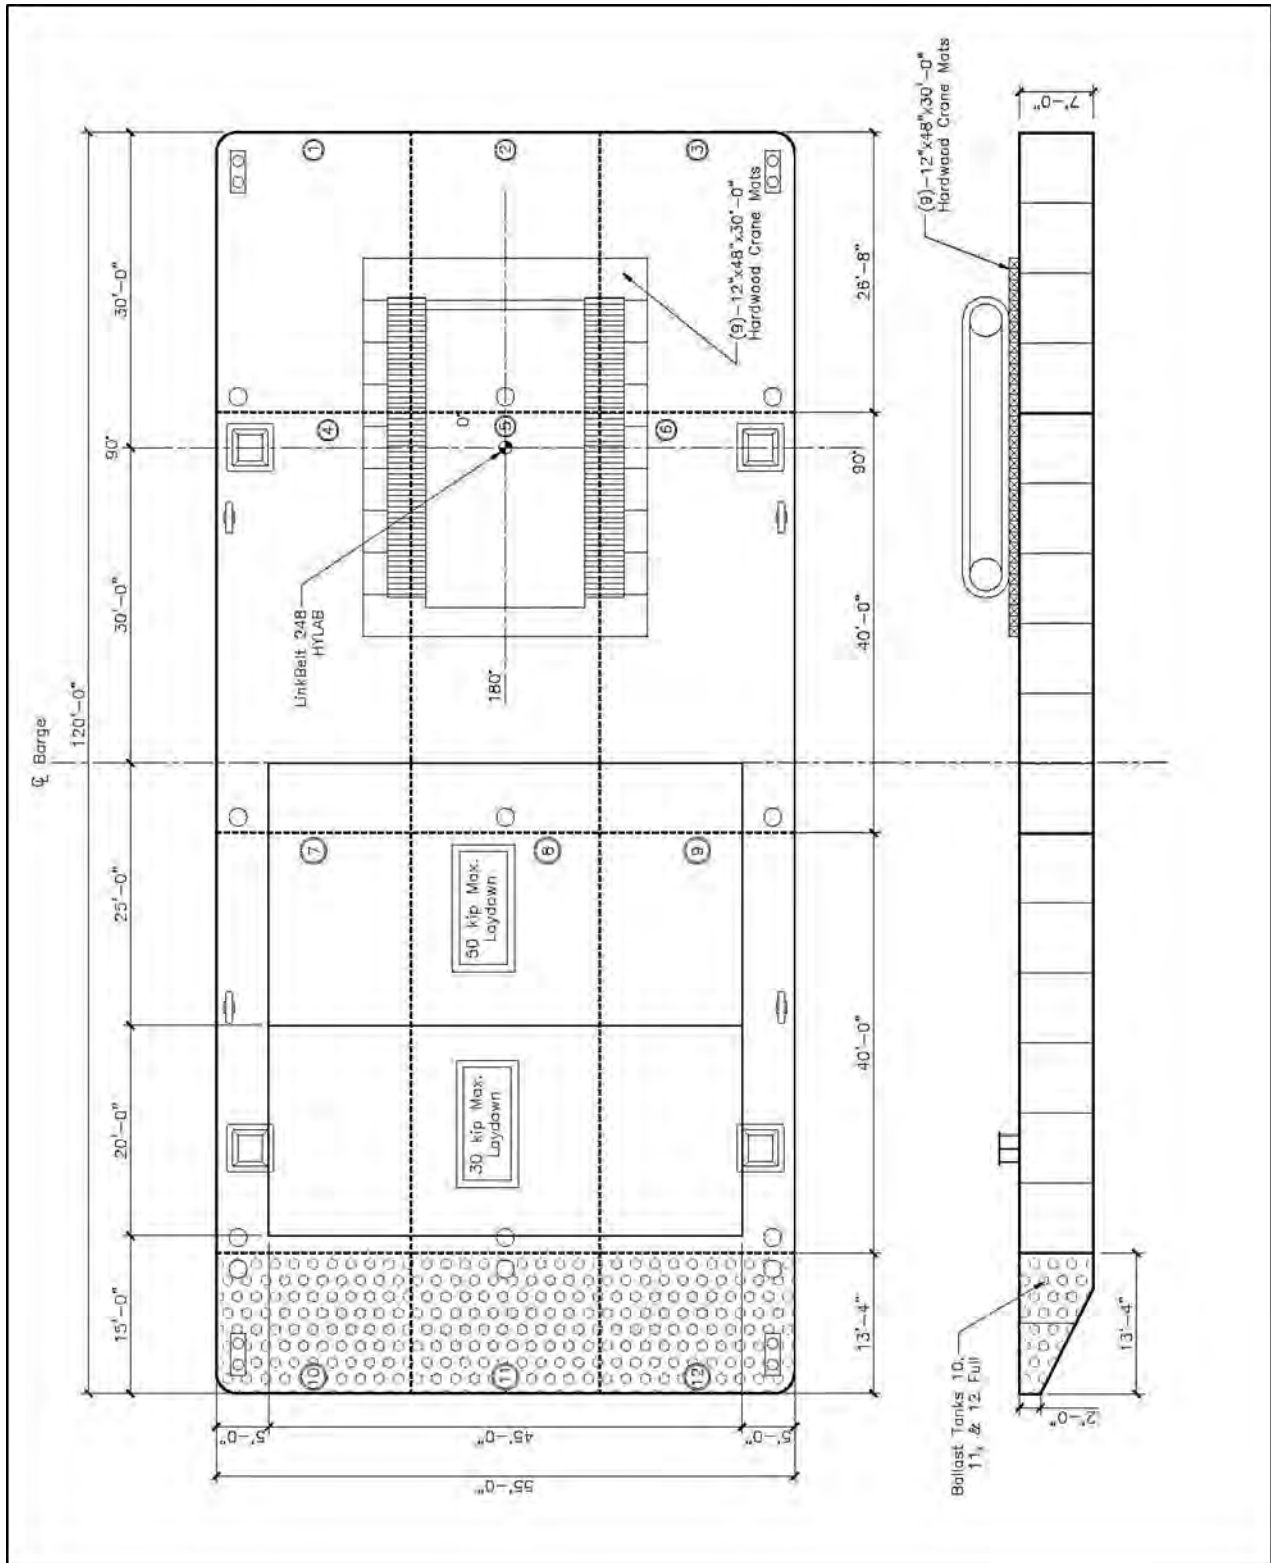 ℄ Barge
120'-0"
30'-0"
90°
30'-0"
25'-0"
20'-0"
15'-0"
1
2
3
(9)-12"x48"x30'-0"
Hardwood Crane Mats
4
0°
5
6
LinkBelt 248
HYLAB
180°
7
50 kip Max.
Laydown
8
9
30 kip Max.
Laydown
10
11
12
26'-8"
90°
40'-0"
40'-0"
13'-4"
5'-0"
45'-0"
5'-0"
55'-0"
(9)-12"x48"x30'-0"
Hardwood Crane Mats
7'-0"
Ballast Tanks 10,
11, & 12 Full
2'-0"
13'-4"